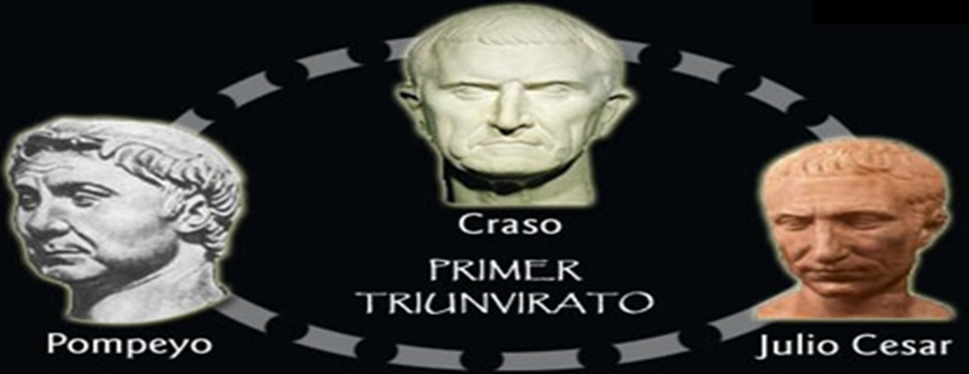 Craso
PRIMER
TRIUNVIRATO
Pompeyo
Julio Cesar